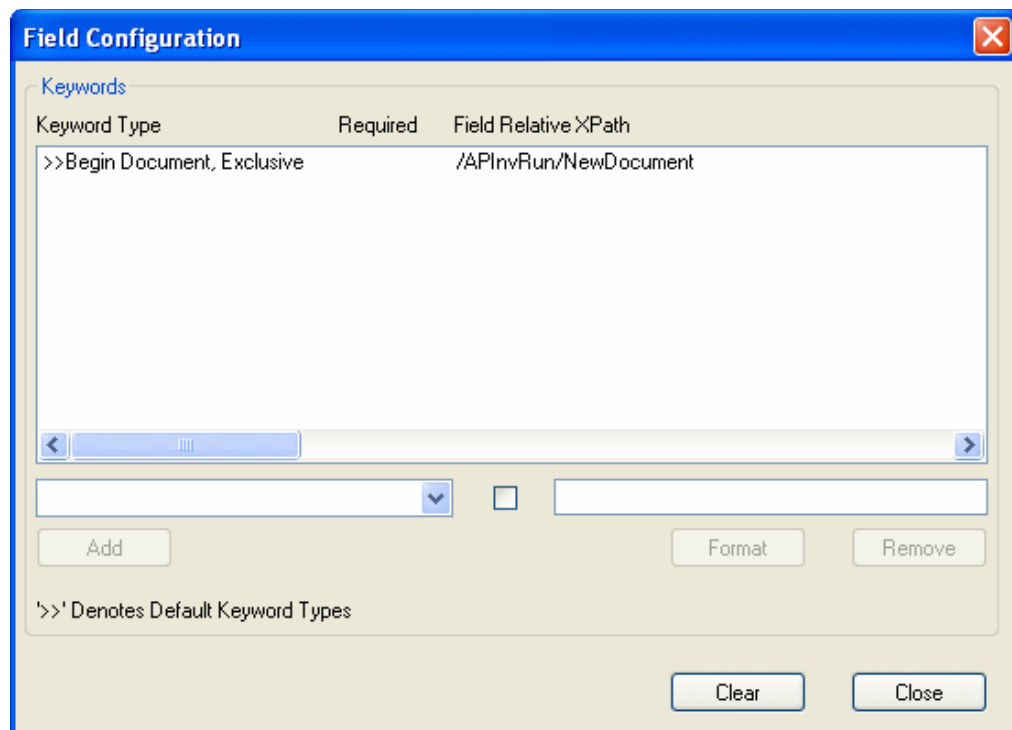 Field Configuration
Keywords
Keyword Type Required Field Relative XPath
>>Begin Document, Exclusive /APInvRun/NewDocument
Add Format Remove
'>>' Denotes Default Keyword Types
Clear Close